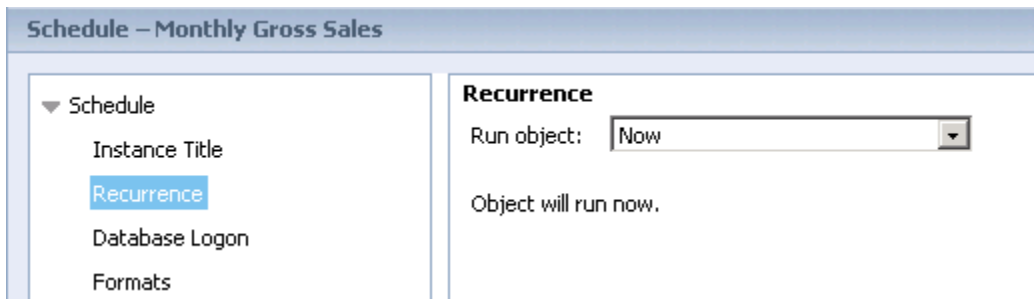 Schedule – Monthly Gross Sales
Schedule
Instance Title
Recurrence
Database Logon
Formats
Recurrence
Run object: Now
Object will run now.